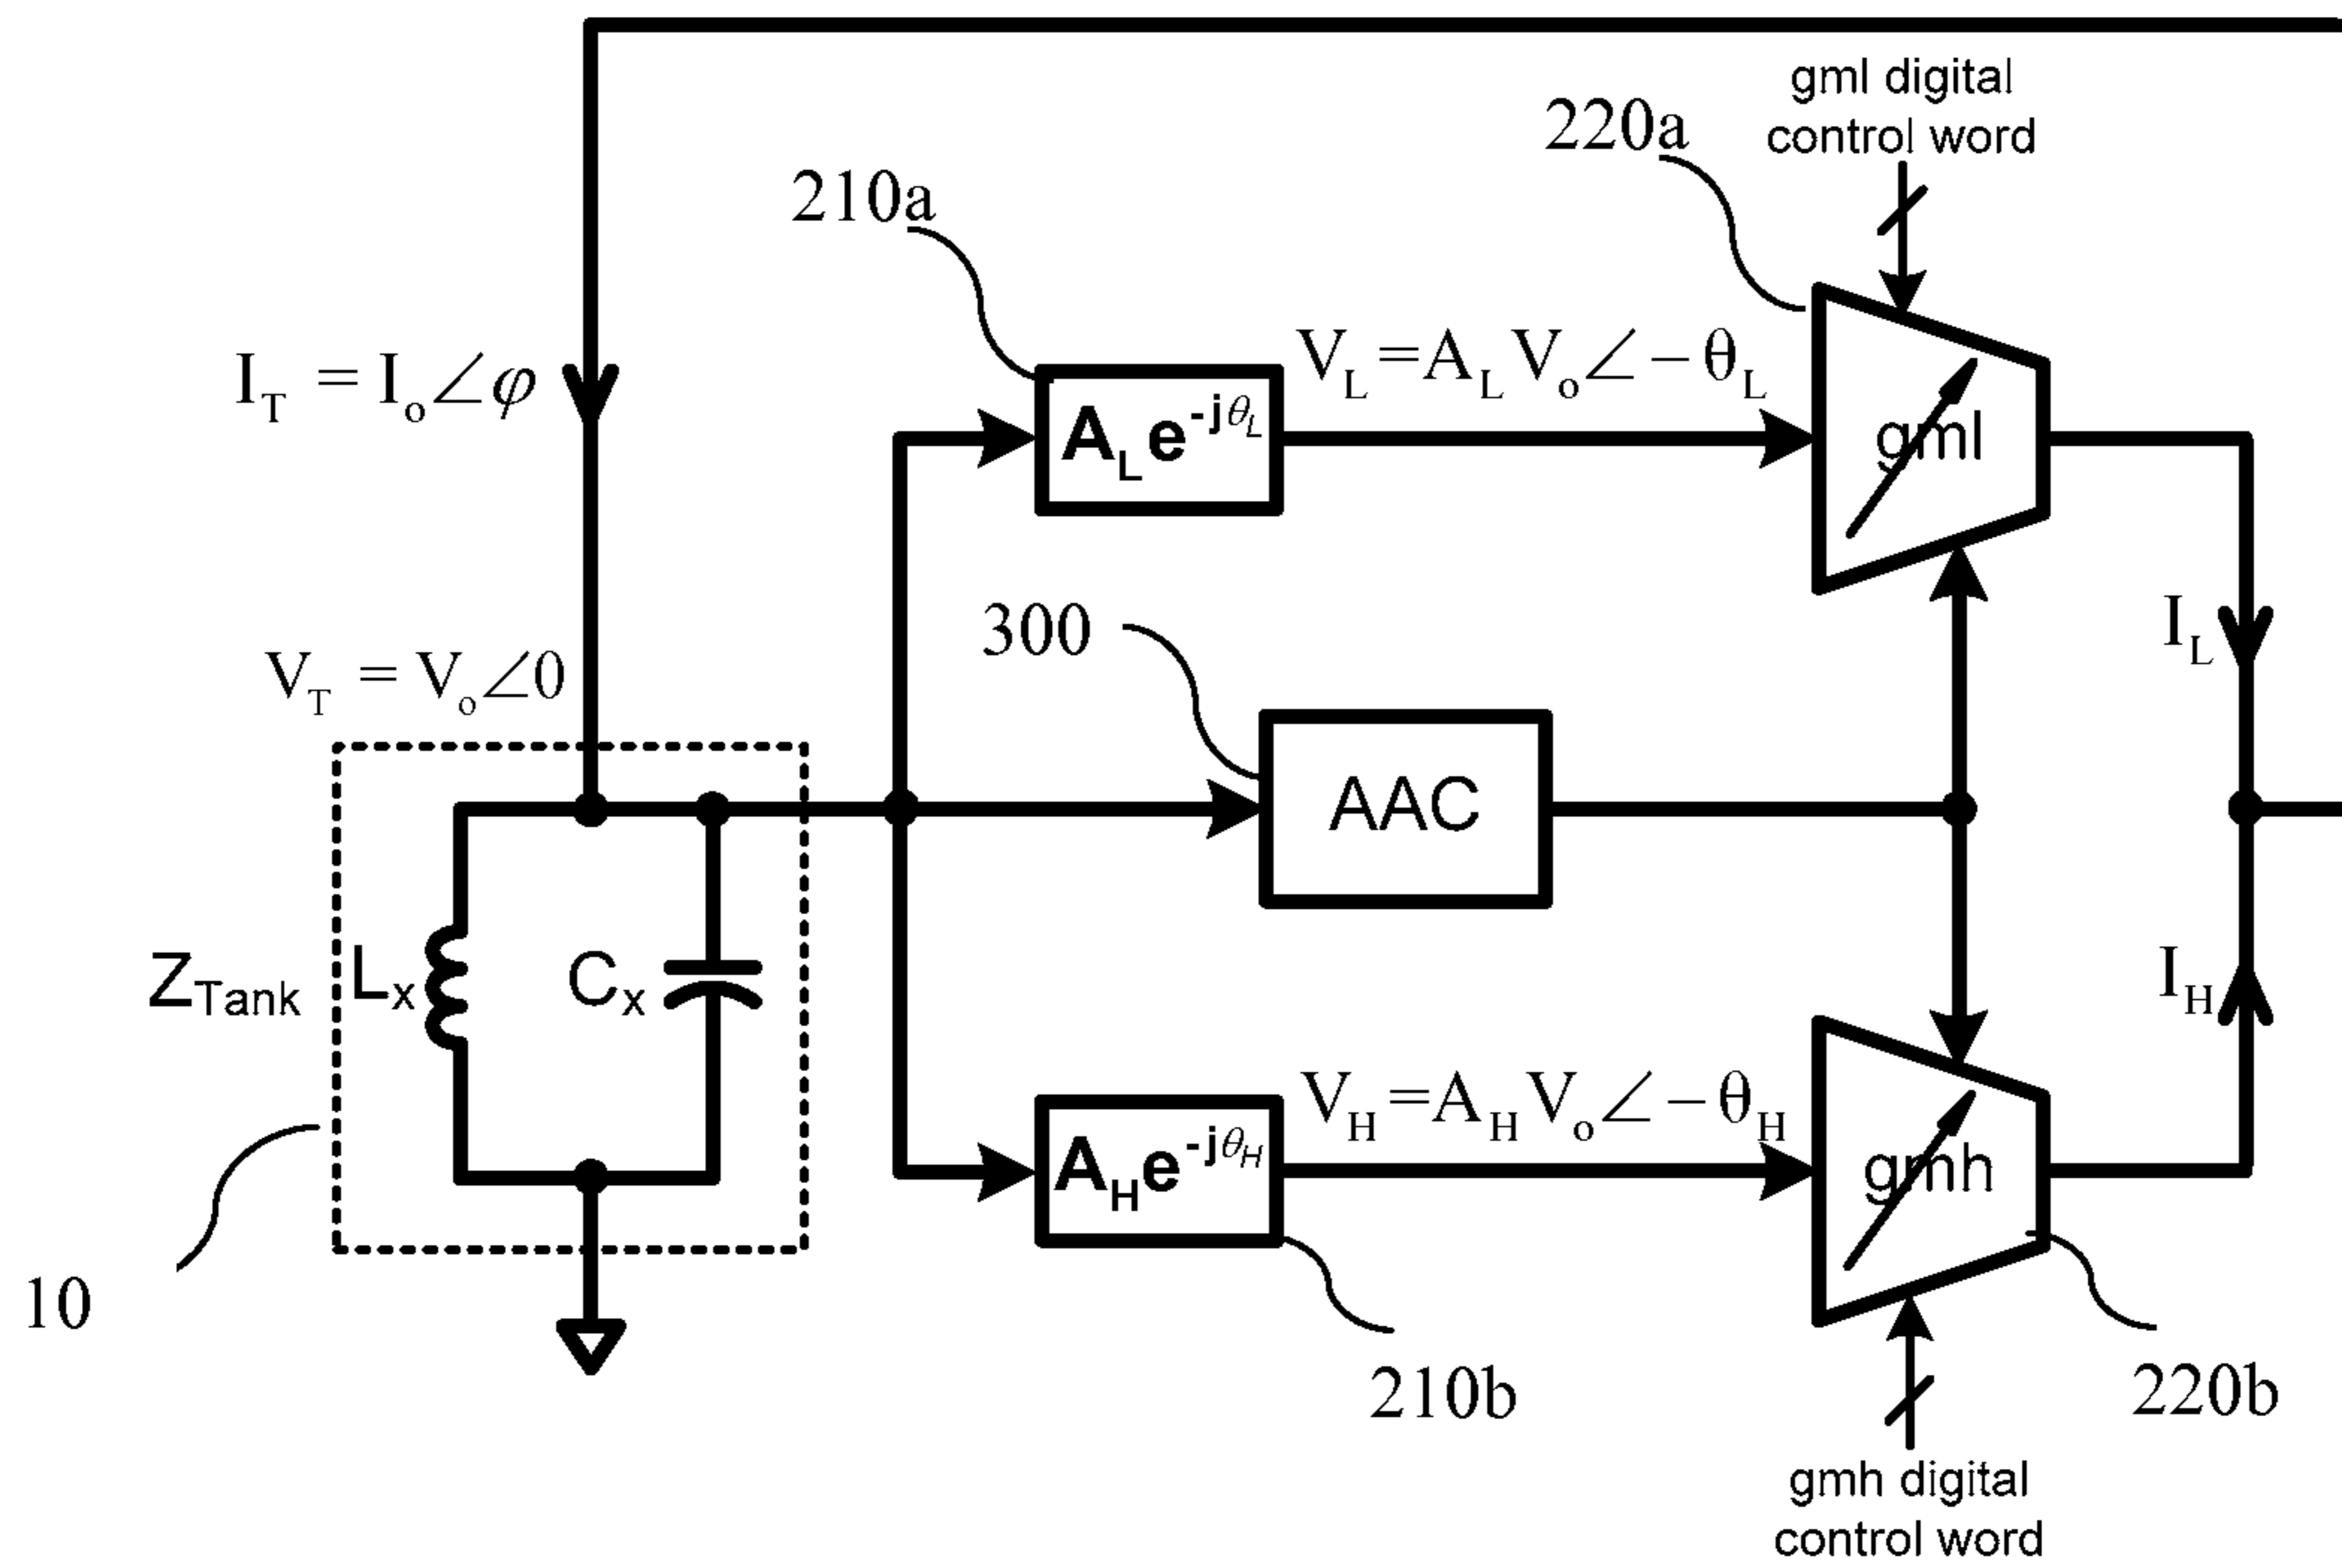 gml digital
control word
220a
210a
V_L =A_L V_o∠−θ_L
I_T = I_o∠φ
A_L e^-jθ_L
gml
300
I_L
V_T = V_o∠0
AAC
Z_Tank
L_x
C_x
I_H
V_H =A_H V_o∠−θ_H
A_H e^-jθ_H
gmh
10
210b
220b
gmh digital
control word